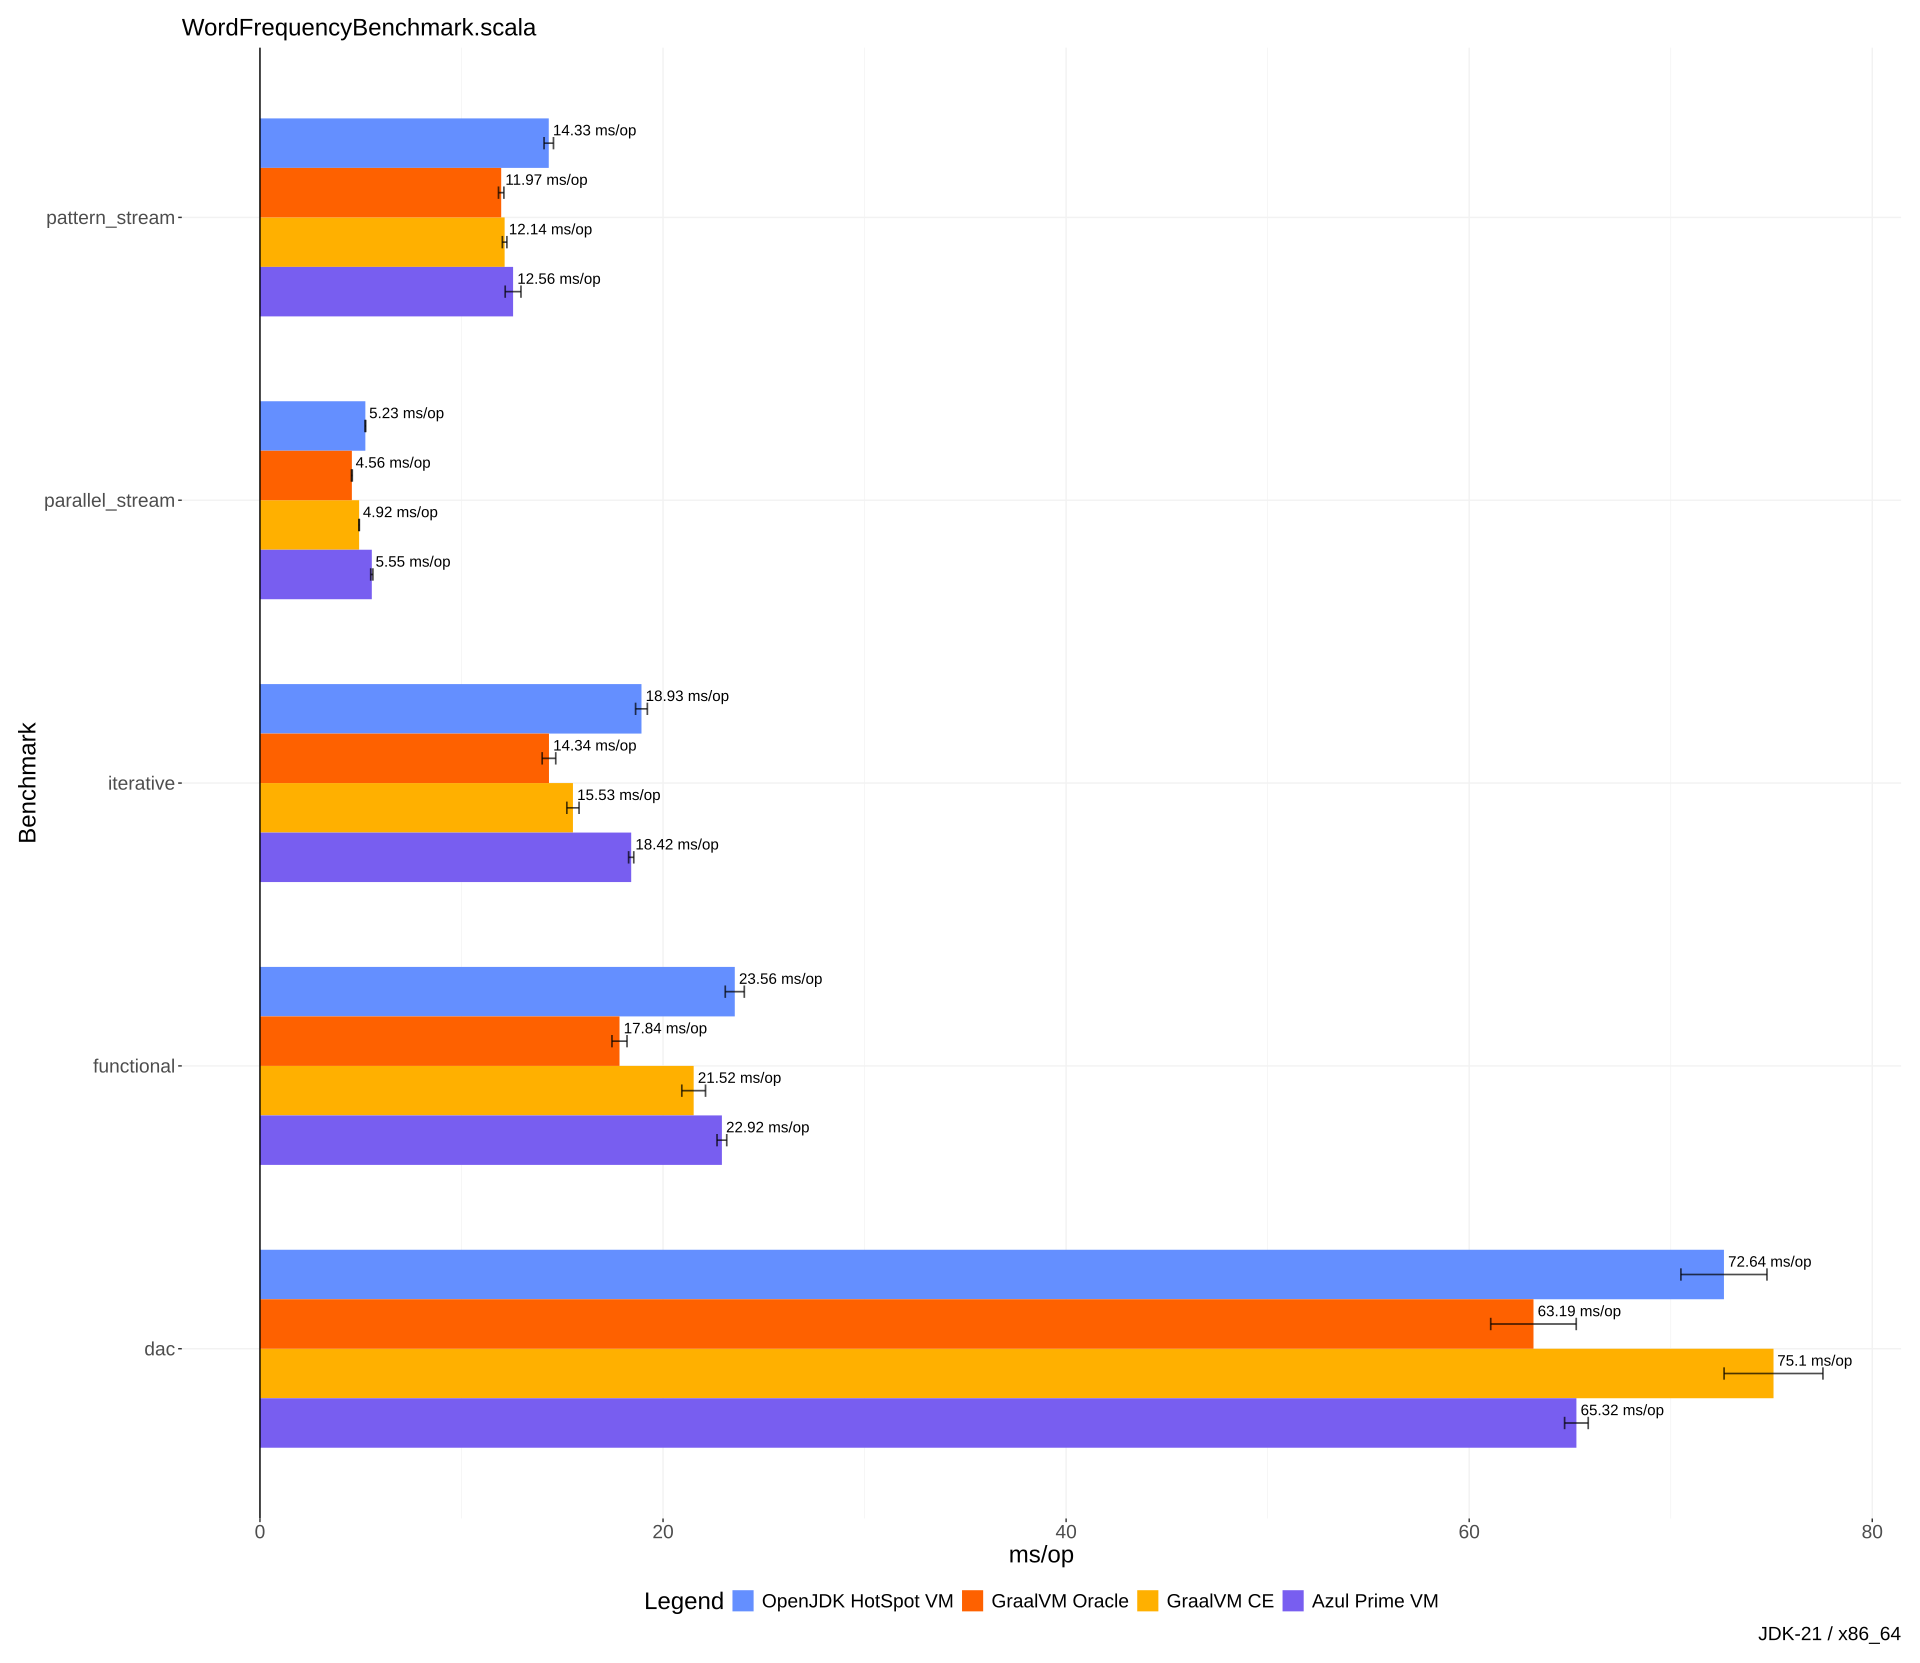 WordFrequencyBenchmark.scala
Benchmark
pattern_stream
14.33 ms/op
11.97 ms/op
12.14 ms/op
12.56 ms/op
parallel_stream
5.23 ms/op
4.56 ms/op
4.92 ms/op
5.55 ms/op
iterative
18.93 ms/op
14.34 ms/op
15.53 ms/op
18.42 ms/op
functional
23.56 ms/op
17.84 ms/op
21.52 ms/op
22.92 ms/op
dac
72.64 ms/op
63.19 ms/op
75.1 ms/op
65.32 ms/op
0 20 40 60 80
ms/op
Legend OpenJDK HotSpot VM GraalVM Oracle GraalVM CE Azul Prime VM
JDK-21 / x86_64